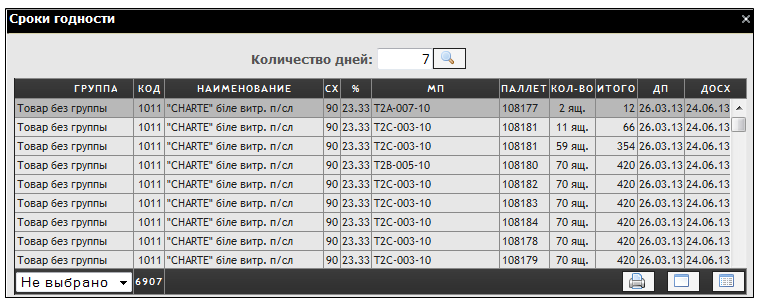 Сроки годности
Количество дней: 7
ГРУППА КОД НАИМЕНОВАНИЕ СХ % МП ПАЛЛЕТ КОЛ-ВО ИТОГО ДП ДОСХ
Товар без группы 1011 "CHARTE" біле витр. п/сл 90 23.33 T2A-007-10 108177 2 ящ. 12 26.03.13 24.06.13
Товар без группы 1011 "CHARTE" біле витр. п/сл 90 23.33 T2C-003-10 108181 11 ящ. 66 26.03.13 24.06.13
Товар без группы 1011 "CHARTE" біле витр. п/сл 90 23.33 T2C-003-10 108181 59 ящ. 354 26.03.13 24.06.13
Товар без группы 1011 "CHARTE" біле витр. п/сл 90 23.33 T2B-005-10 108180 70 ящ. 420 26.03.13 24.06.13
Товар без группы 1011 "CHARTE" біле витр. п/сл 90 23.33 T2C-003-10 108182 70 ящ. 420 26.03.13 24.06.13
Товар без группы 1011 "CHARTE" біле витр. п/сл 90 23.33 T2C-003-10 108183 70 ящ. 420 26.03.13 24.06.13
Товар без группы 1011 "CHARTE" біле витр. п/сл 90 23.33 T2C-003-10 108184 70 ящ. 420 26.03.13 24.06.13
Товар без группы 1011 "CHARTE" біле витр. п/сл 90 23.33 T2C-003-10 108178 70 ящ. 420 26.03.13 24.06.13
Товар без группы 1011 "CHARTE" біле витр. п/сл 90 23.33 T2C-003-10 108179 70 ящ. 420 26.03.13 24.06.13
Не выбрано 6907